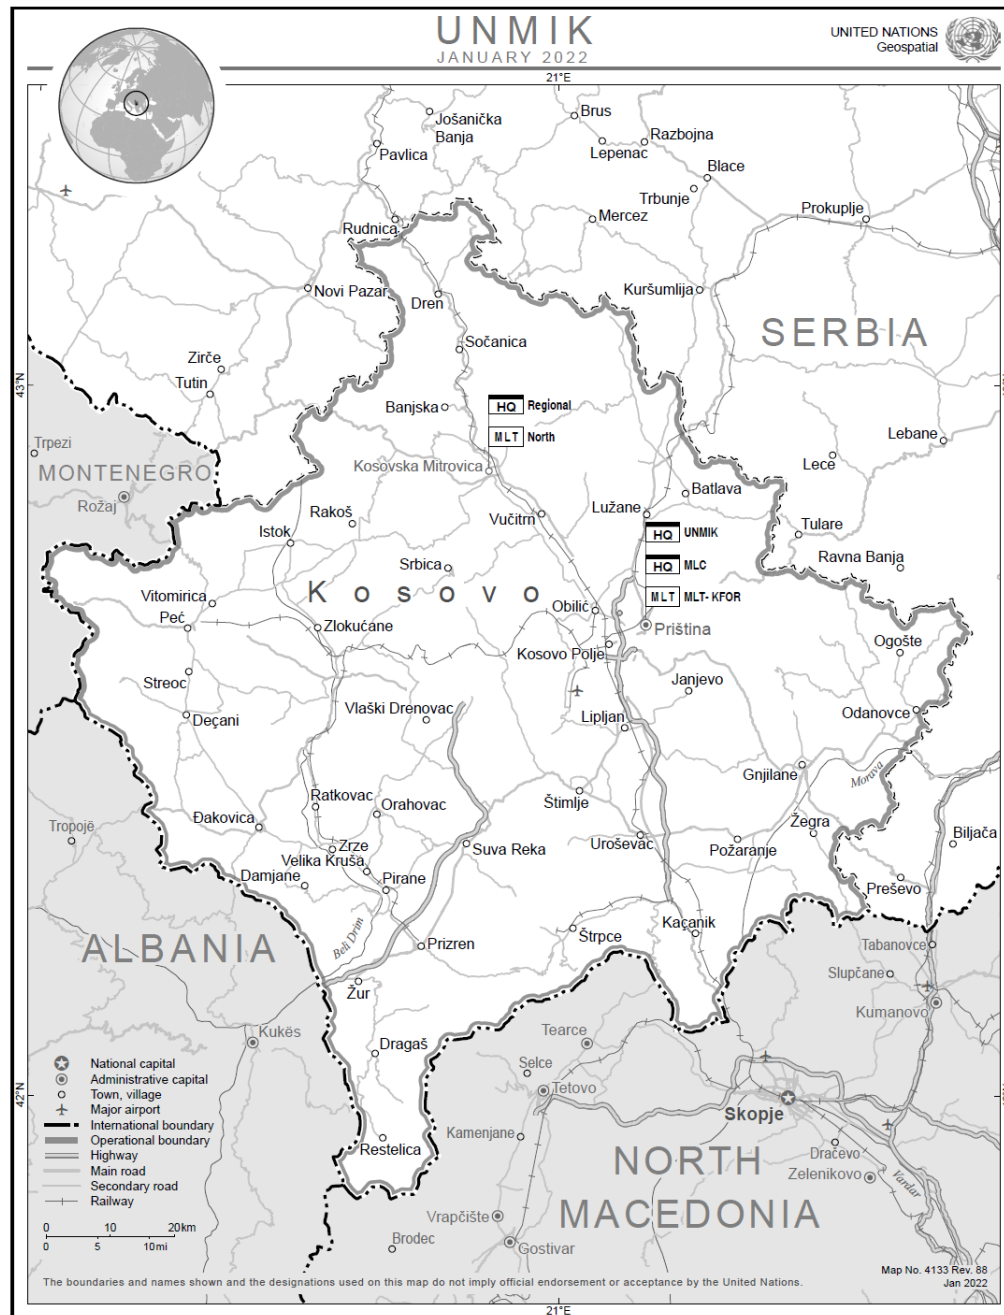 UNMIK
JANUARY 2022
UNITED NATIONS
Geospatial
21°E
Jošanička
Banja
Pavlica
Brus
Lepenac
Razbojna
Blace
Trbunje
Mercez
Prokuplje
Rudnica
Novi Pazar
Dren
Kuršumlija
SERBIA
Sočanica
Zirče
Tutin
43°N
Banjska
HQ Regional
MLT North
Trpezi
MONTENEGRO
Rožaj
Kosovska Mitrovica
Lebane
Lece
Batlava
Rakoš
Vučitrn
Lužane
Istok
HQ UNMIK
Tulare
Ravna Banja
HQ MLC
Srbica
Kosovo
MLT MLT-KFOR
Vitomirica
Obilić
Peć
Zlokućane
Priština
Kosovo Polje
Ogošte
Streoc
Janjevo
Deçani
Vlaški Drenovac
Lipljan
Odanovce
Gnjilane
Morava
Ratkovac
Orahovac
Štimlje
Tropojë
Đakovica
Žegra
Biljača
Zrze
Suva Reka
Uroševac
Požaranje
Velika Kruša
Damjane
Pirane
Preševo
ALBANIA
Beli Drim
Prizren
Štrpce
Kaçanik
Tabanovce
Slupčane
Žur
Kumanovo
Kukës
Tearce
Dragaš
Selce
Tetovo
42°N
Skopje
Kamenjane
Restelica
Dračevo
Zelenikovo
Vardar
NORTH
MACEDONIA
Vrapčište
Gostivar
Brodec
National capital
Administrative capital
Town, village
Major airport
International boundary
Operational boundary
Highway
Main road
Secondary road
Railway
0 10 20km
0 5 10mi
The boundaries and names shown and the designations used on this map do not imply official endorsement or acceptance by the United Nations.
Map No. 4133 Rev. 88
Jan 2022
21°E